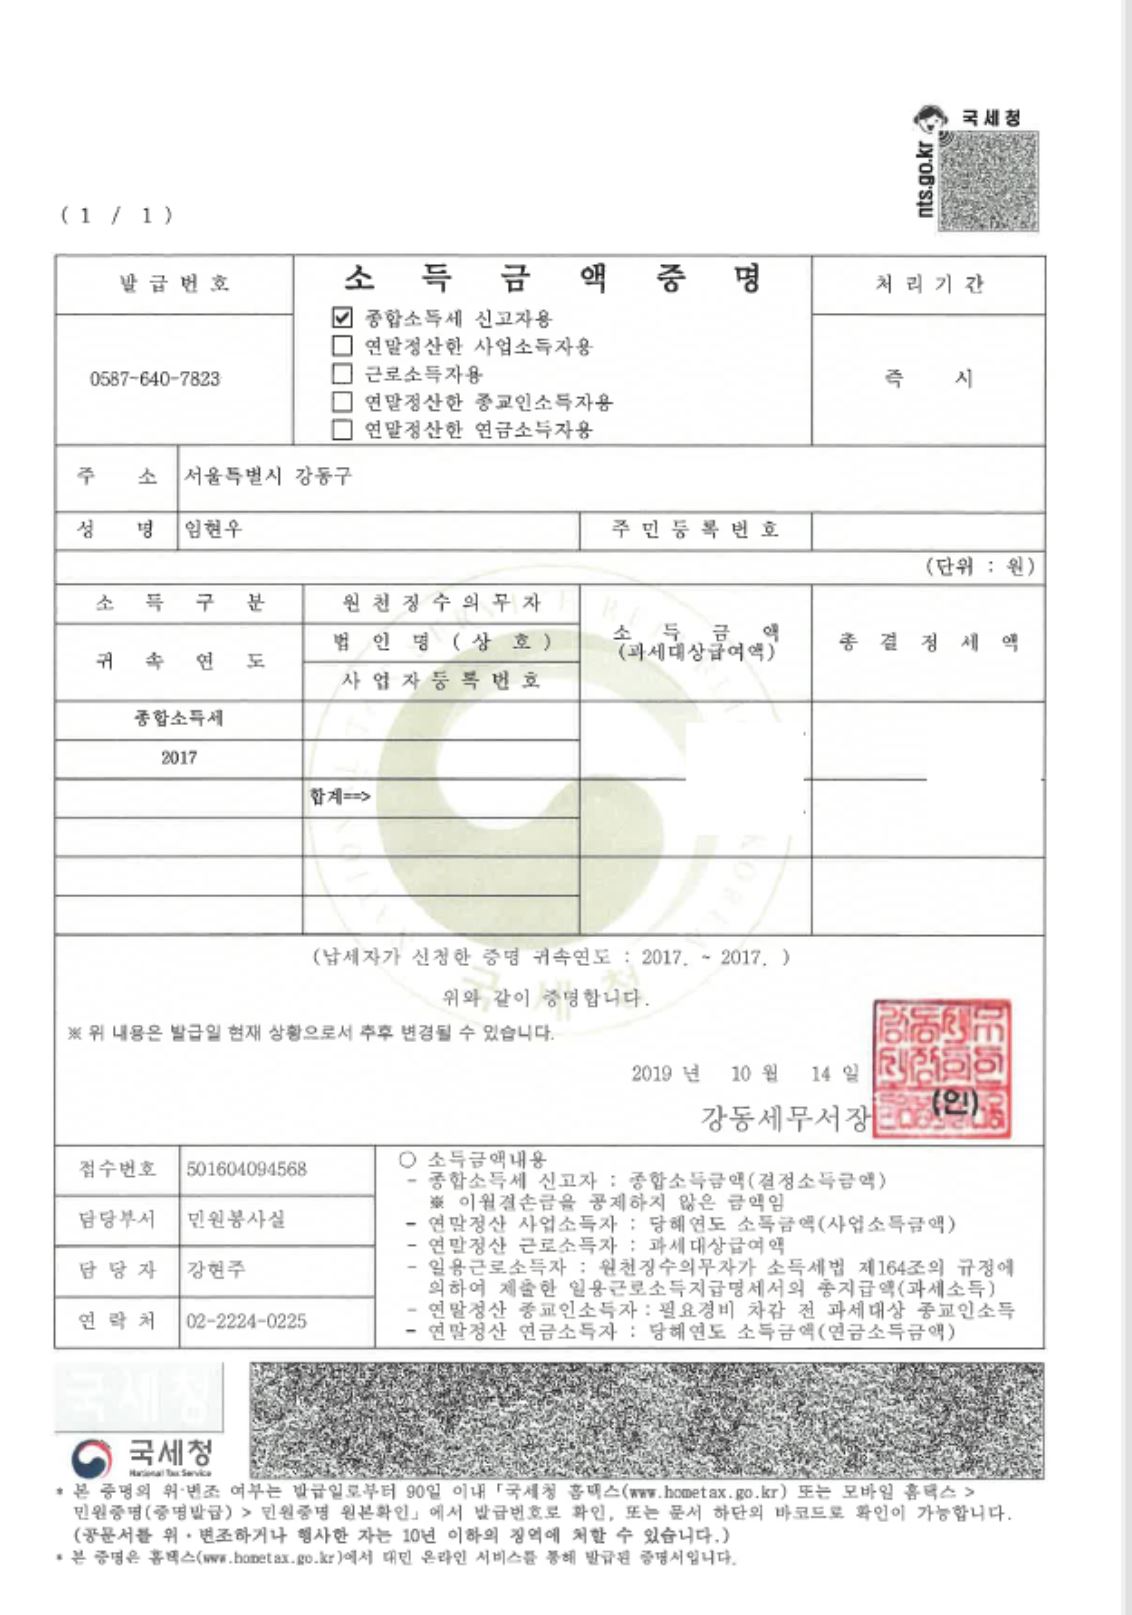 국세청
nts.go.kr
( 1 / 1 )
발 급 번 호
소 득 금 액 증 명
처 리 기 간
종합소득세 신고자용
연말정산한 사업소득자용
0587-640-7823
근로소득자용
즉 시
연말정산한 종교인소득자용
연말정산한 연금소득자용
주 소 서울특별시 강동구
성 명 임현우 주 민 등 록 번 호
(단위 : 원)
소 득 구 분 원 천 징 수 의 무 자
귀 속 연 도 법 인 명 ( 상 호 )
소 득 금 액
(과세대상급여액)
총 결 정 세 액
사 업 자 등 록 번 호
종합소득세
2017
합계==>
(납세자가 신청한 증명 귀속연도 : 2017. ~ 2017. )
국세청
위와 같이 증명합니다.
※ 위 내용은 발급일 현재 상황으로서 추후 변경될 수 있습니다.
2019 년 10 월 14 일
강동세무서장
(인)
접수번호 501604094568
담당부서 민원봉사실
담 당 자 강현주
연 락 처 02-2224-0225
○ 소득금액내용
- 종합소득세 신고자 : 종합소득금액(결정소득금액)
※ 이월결손금을 공제하지 않은 금액임
- 연말정산 사업소득자 : 당해연도 소득금액(사업소득금액)
- 연말정산 근로소득자 : 과세대상급여액
- 일용근로소득자 : 원천징수의무자가 소득세법 제164조의 규정에
의하여 제출한 일용근로소득지급명세서의 총지급액(과세소득)
- 연말정산 종교인소득자 : 필요경비 차감 전 과세대상 종교인소득
- 연말정산 연금소득자 : 당해연도 소득금액(연금소득금액)
국세청
국세청
National Tax Service
* 본 증명의 위·변조 여부는 발급일로부터 90일 이내「국세청 홈택스(www.hometax.go.kr) 또는 모바일 홈택스 >
민원증명(증명발급) > 민원증명 원본확인」에서 발급번호로 확인, 또는 문서 하단의 바코드로 확인이 가능합니다.
(공문서를 위·변조하거나 행사한 자는 10년 이하의 징역에 처할 수 있습니다.)
* 본 증명은 홈택스(www.hometax.go.kr)에서 대민 온라인 서비스를 통해 발급된 증명서입니다.